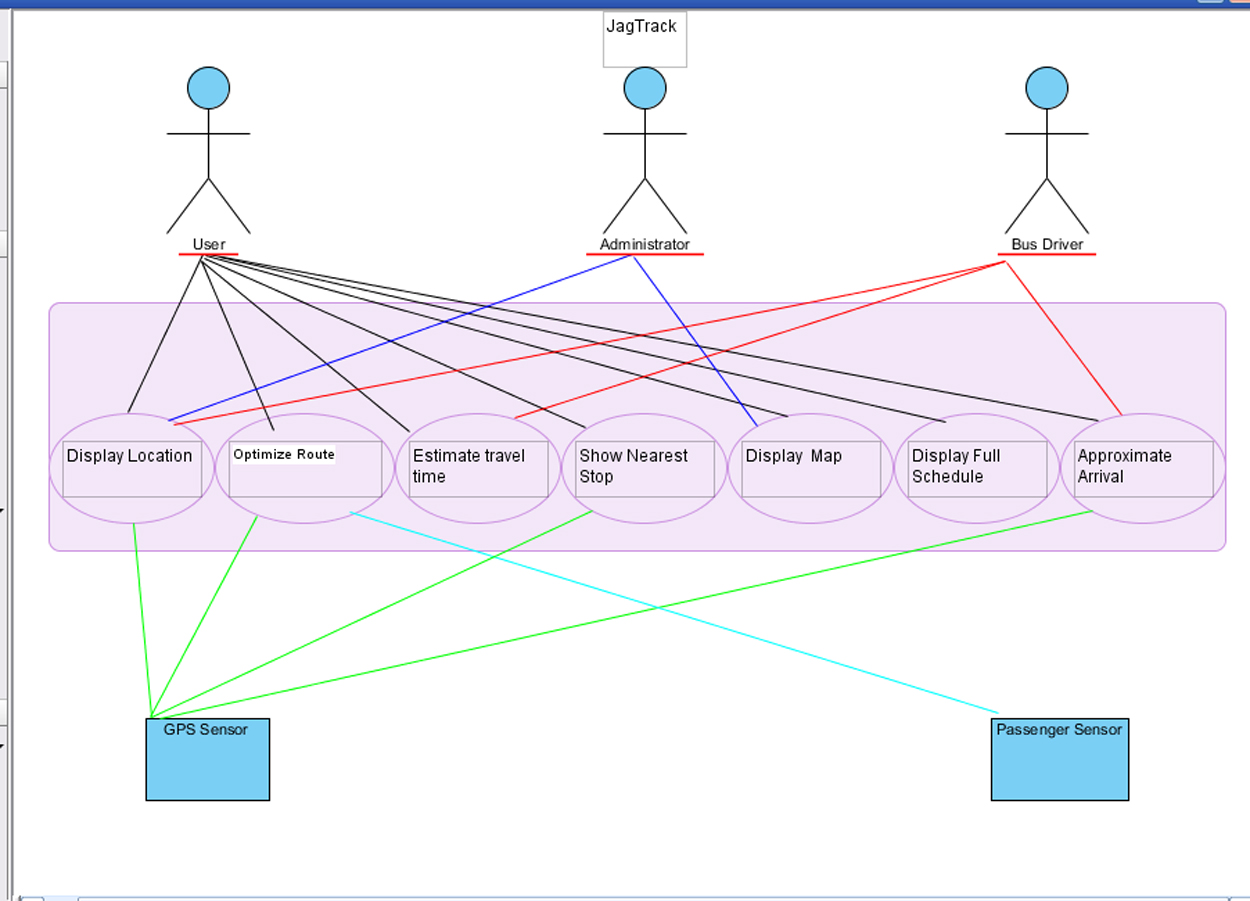 JagTrack
User
Administrator
Bus Driver
Display Location
Optimize Route
Estimate travel
time
Show Nearest
Stop
Display Map
Display Full
Schedule
Approximate
Arrival
GPS Sensor
Passenger Sensor